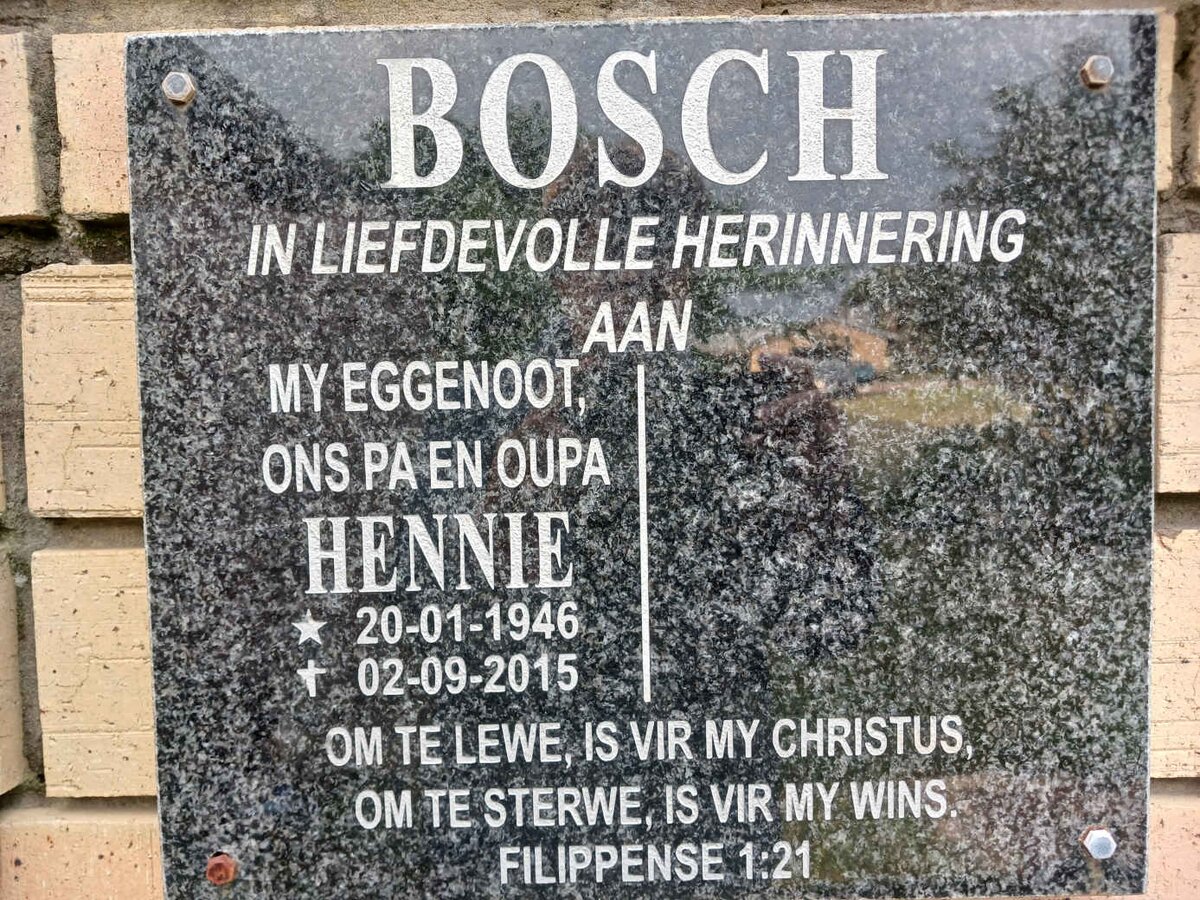 BOSCH
IN LIEFDEVOLLE HERINNERING
AAN
MY EGGENOOT,
ONS PA EN OUPA
HENNIE
★ 20-01-1946
✝ 02-09-2015
OM TE LEWE, IS VIR MY CHRISTUS,
OM TE STERWE, IS VIR MY WINS.
FILIPPENSE 1:21